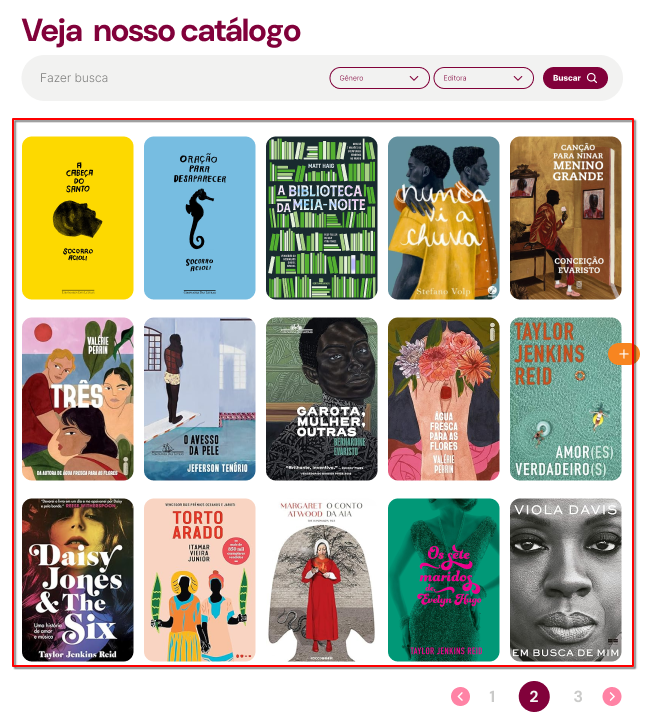 Veja nosso catálogo
Fazer busca
Gênero
Editora
Buscar
A
CABEÇA
DO
SANTO
SOCORRO
ACIOLI
ORAÇÃO
PARA
DESAPARECER
SOCORRO
ACIOLI
MATT HAIG
A BIBLIOTECA
DA MEIA-NOITE
nunca
vi a
chuva
Stefano Volp
CANÇÃO
PARA NINAR
MENINO
GRANDE
CONCEIÇÃO
EVARISTO
VALÉRIE
PERRIN
TRÊS
DA AUTORA DE ÁGUA FRESCA PARA AS FLORES
O AVESSO
DA PELE
JEFERSON TENÓRIO
GAROTA,
MULHER,
OUTRAS
BERNARDINE
EVARISTO
ÁGUA
FRESCA
PARA AS
FLORES
VALÉRIE
PERRIN
TAYLOR
JENKINS
REID
AMOR(ES)
VERDADEIRO(S)
+
Daisy
Jones
& The
Six
Uma história
de amor
e música
Taylor Jenkins Reid
VENCEDOR DOS PRÊMIOS OCEANOS E JABUTI
TORTO
ARADO
ITAMAR
VIEIRA
JUNIOR
MARGARET
ATWOOD
O CONTO
DA AIA
Os sete
maridos
de
Evelyn Hugo
TAYLOR JENKINS REID
VIOLA DAVIS
EM BUSCA DE MIM
1
2
3